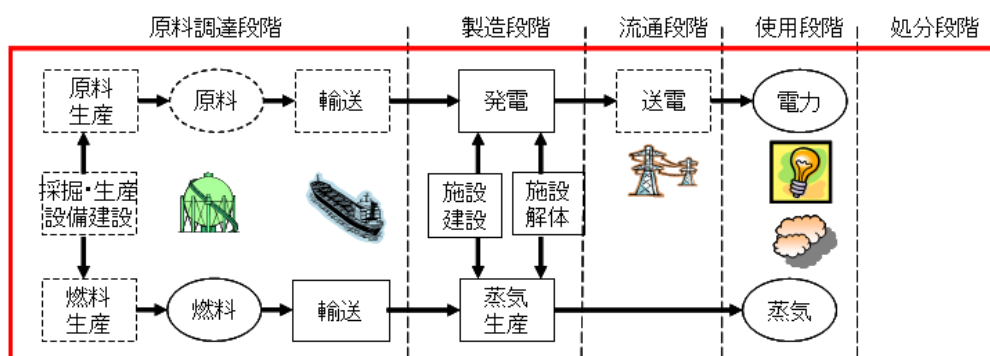 原料調達段階
製造段階
流通段階
使用段階
処分段階
原料
生産
原料
輸送
発電
送電
電力
採掘・生産
設備建設
施設
建設
施設
解体
燃料
生産
燃料
輸送
蒸気
生産
蒸気